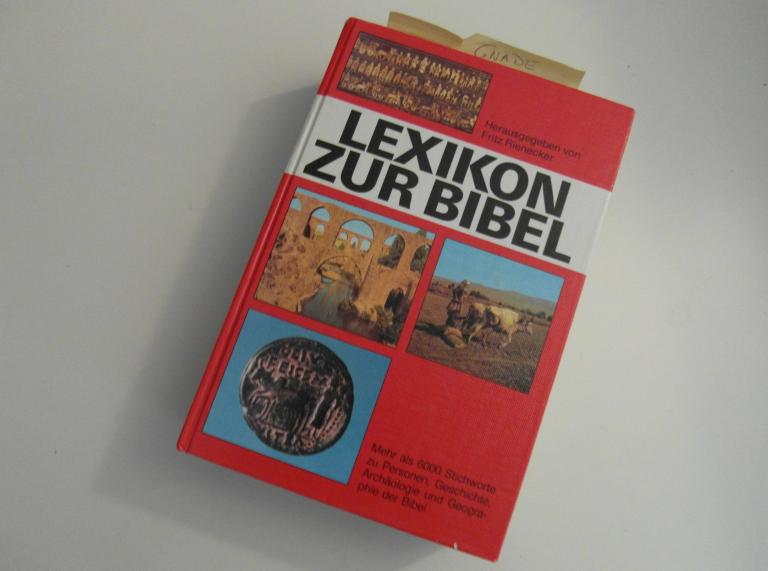 GNADE
Herausgegeben von
Fritz Rienecker
LEXIKON
ZUR BIBEL
Mehr als 6000 Stichworte
zu Personen, Geschichte,
Archäologie und Geogra-
phie der Bibel